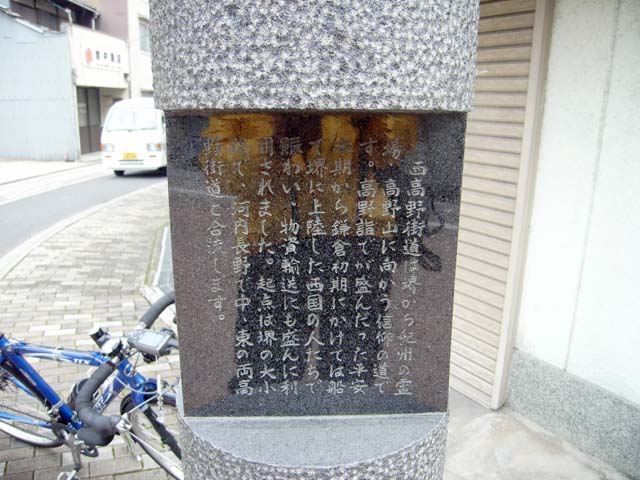 西高野街道は堺から紀州の霊
場、高野山に向かう信仰の道で
す。高野詣でが盛んだった平安
後期から鎌倉初期にかけては船
で堺に上陸した西国の人たちで
賑わい、物資輸送にも盛んに利
用されました。起点は堺の大小
路で、河内長野で中、東の両高
野街道と合流します。